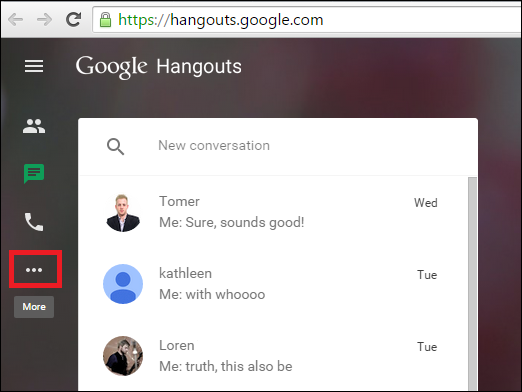 https://hangouts.google.com
Google Hangouts
New conversation
Tomer Wed
Me: Sure, sounds good!
kathleen Tue
Me: with whoooo
More
Loren Tue
Me: truth, this also be